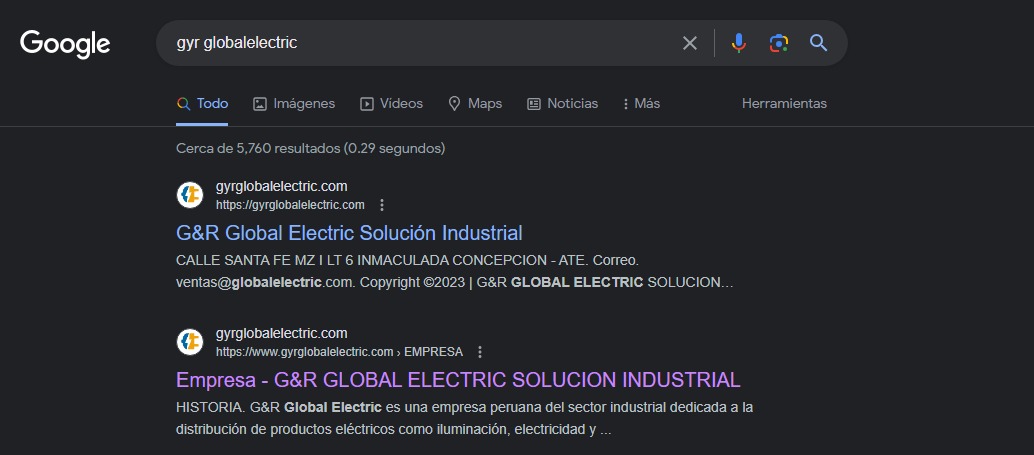 Google
gyr globalelectric
Todo Imágenes Videos Maps Noticias Más Herramientas
Cerca de 5,760 resultados (0.29 segundos)
gyrglobalelectric.com
https://gyrglobalelectric.com
G&R Global Electric Solución Industrial
CALLE SANTA FE MZ I LT 6 INMACULADA CONCEPCION - ATE. Correo.
ventas@globalelectric.com. Copyright ©2023 | G&R GLOBAL ELECTRIC SOLUCION...
gyrglobalelectric.com
https://www.gyrglobalelectric.com › EMPRESA
Empresa - G&R GLOBAL ELECTRIC SOLUCION INDUSTRIAL
HISTORIA. G&R Global Electric es una empresa peruana del sector industrial dedicada a la
distribución de productos eléctricos como iluminación, electricidad y ...